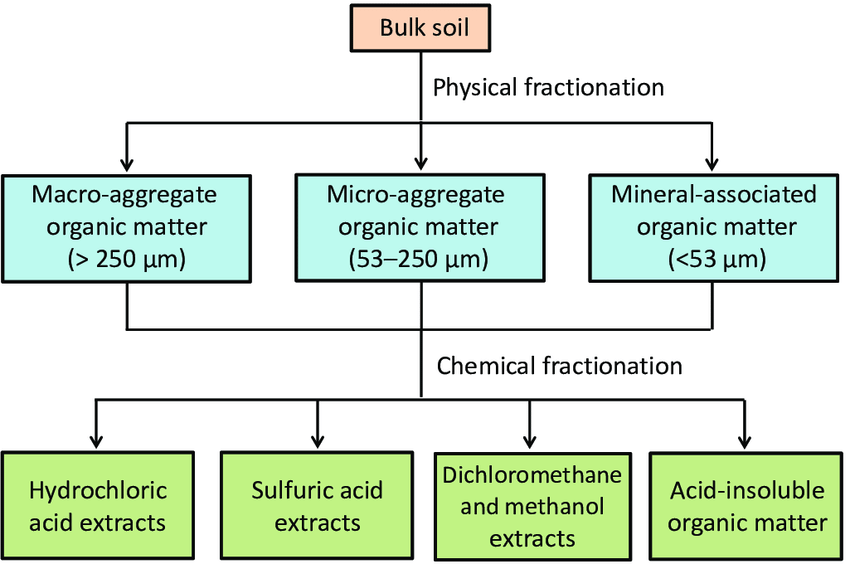 Bulk soil
Physical fractionation
Macro-aggregate
organic matter
(> 250 µm)
Micro-aggregate
organic matter
(53–250 µm)
Mineral-associated
organic matter
(<53 µm)
Chemical fractionation
Hydrochloric
acid extracts
Sulfuric acid
extracts
Dichloromethane
and methanol
extracts
Acid-insoluble
organic matter